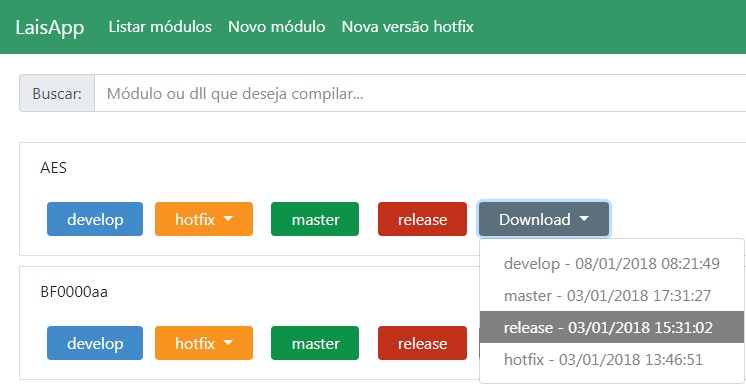 LaisApp Listar módulos Novo módulo Nova versão hotfix
Buscar: Módulo ou dll que deseja compilar...
AES
develop hotfix master release Download
develop - 08/01/2018 08:21:49
master - 03/01/2018 17:31:27
release - 03/01/2018 15:31:02
hotfix - 03/01/2018 13:46:51
BF0000aa
develop hotfix master release